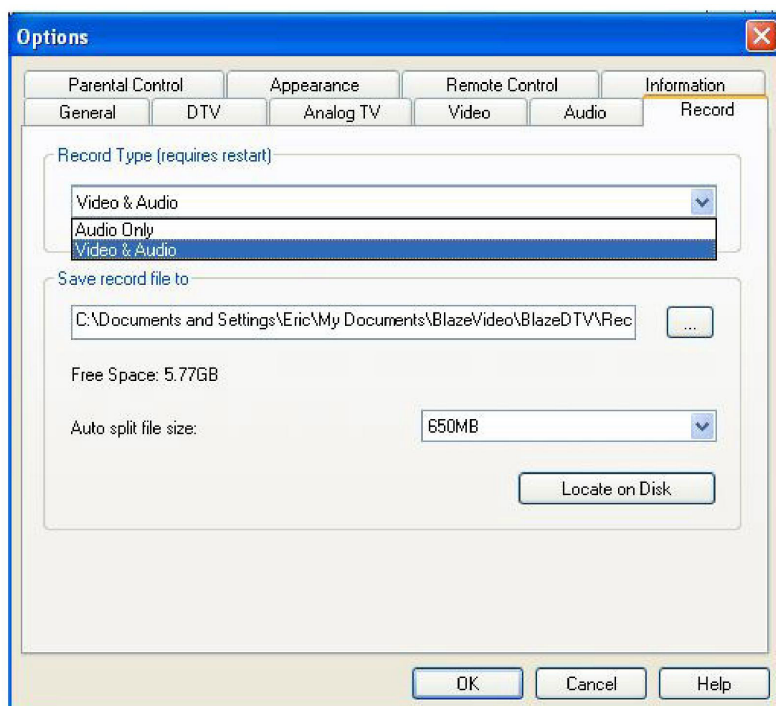 Options
Parental Control Appearance Remote Control Information
General DTV Analog TV Video Audio Record
Record Type (requires restart)
Video & Audio
Audio Only
Video & Audio
Save record file to
C:\Documents and Settings\Eric\My Documents\BlazeVideo\BlazeDTV\Rec
...
Free Space: 5.77GB
Auto split file size: 650MB
Locate on Disk
OK Cancel Help